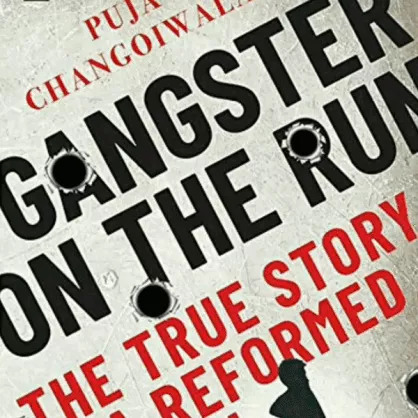 PUJA
CHANGOIWALA
GANGSTER
ON THE RUN
THE TRUE STORY
A REFORMED